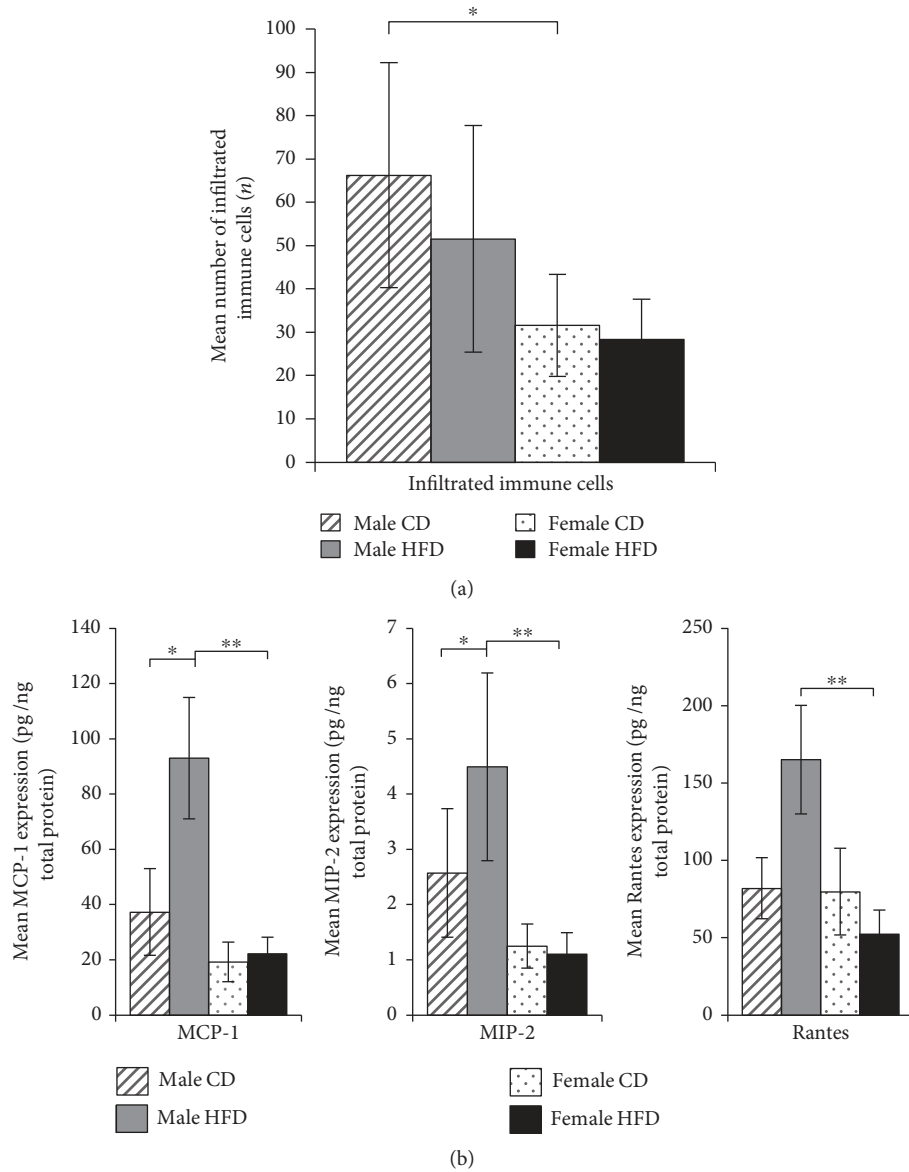 *
100
90
80
70
60
50
40
30
20
10
0
Mean number of infiltrated
immune cells (n)
Infiltrated immune cells
Male CD
Female CD
Male HFD
Female HFD
(a)
140
120
100
80
60
40
20
0
Mean MCP-1 expression (pg /ng
total protein)
*
**
MCP-1
7
6
5
4
3
2
1
0
Mean MIP-2 expression (pg /ng
total protein)
*
**
MIP-2
250
200
150
100
50
0
Mean Rantes expression (pg /ng
total protein)
**
Rantes
Male CD
Female CD
Male HFD
Female HFD
(b)